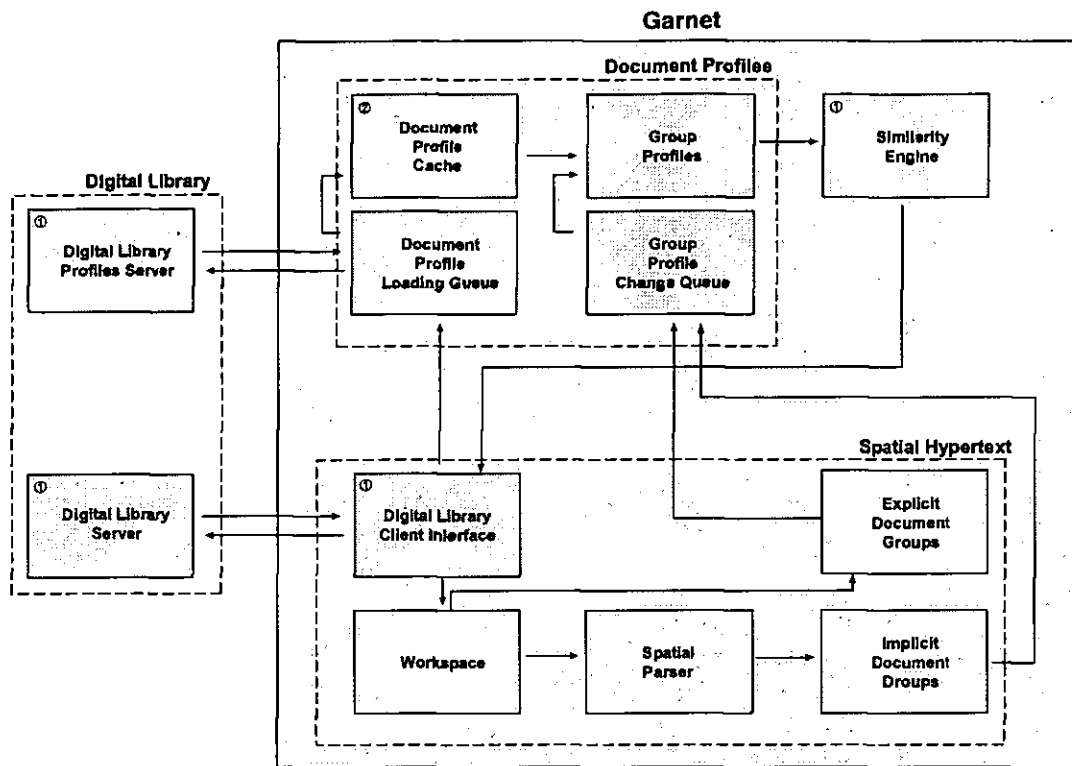 Garnet
Document Profiles
②
Document
Profile
Cache
Group
Profiles
①
Similarity
Engine
Digital Library
①
Digital Library
Profiles Server
Document
Profile
Loading Queue
Group
Profile
Change Queue
Spatial Hypertext
①
Digital Library
Server
①
Digital Library
Client Interface
Explicit
Document
Groups
Workspace
Spatial
Parser
Implicit
Document
Droups